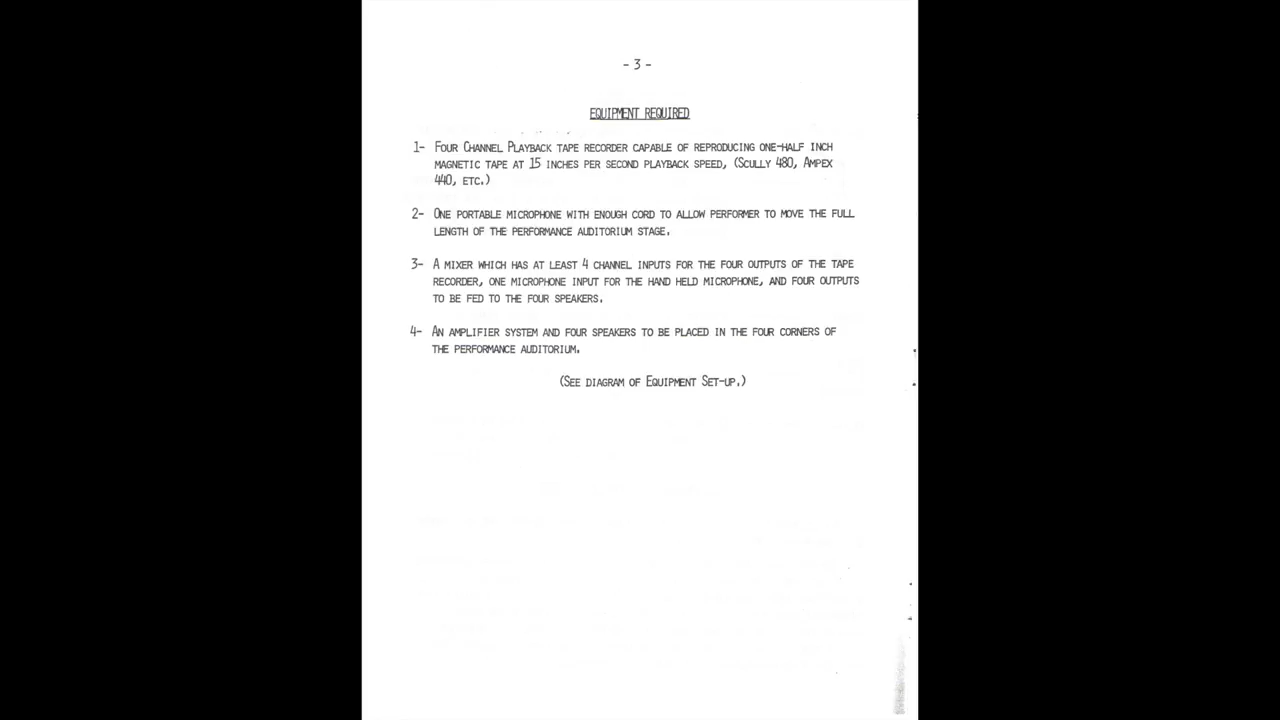 - 3 -
EQUIPMENT REQUIRED
1- FOUR CHANNEL PLAYBACK TAPE RECORDER CAPABLE OF REPRODUCING ONE-HALF INCH
MAGNETIC TAPE AT 15 INCHES PER SECOND PLAYBACK SPEED, (SCULLY 480, AMPEX
440, ETC.)
2- ONE PORTABLE MICROPHONE WITH ENOUGH CORD TO ALLOW PERFORMER TO MOVE THE FULL
LENGTH OF THE PERFORMANCE AUDITORIUM STAGE.
3- A MIXER WHICH HAS AT LEAST 4 CHANNEL INPUTS FOR THE FOUR OUTPUTS OF THE TAPE
RECORDER, ONE MICROPHONE INPUT FOR THE HAND HELD MICROPHONE, AND FOUR OUTPUTS
TO BE FED TO THE FOUR SPEAKERS.
4- AN AMPLIFIER SYSTEM AND FOUR SPEAKERS TO BE PLACED IN THE FOUR CORNERS OF
THE PERFORMANCE AUDITORIUM.
(SEE DIAGRAM OF EQUIPMENT SET-UP.)